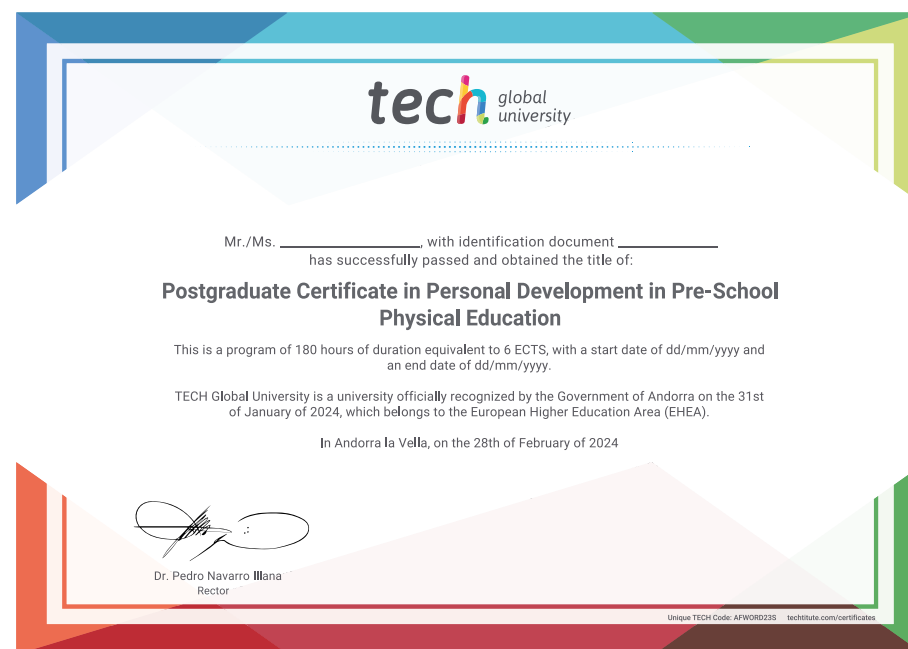 tech global
university
Mr./Ms. ____________, with identification document ____________
has successfully passed and obtained the title of:
Postgraduate Certificate in Personal Development in Pre-School
Physical Education
This is a program of 180 hours of duration equivalent to 6 ECTS, with a start date of dd/mm/yyyy and
an end date of dd/mm/yyyy.
TECH Global University is a university officially recognized by the Government of Andorra on the 31st
of January of 2024, which belongs to the European Higher Education Area (EHEA).
In Andorra la Vella, on the 28th of February of 2024
Dr. Pedro Navarro Illana
Rector
Unique TECH Code: AFWORD23S techtitute.com/certificates